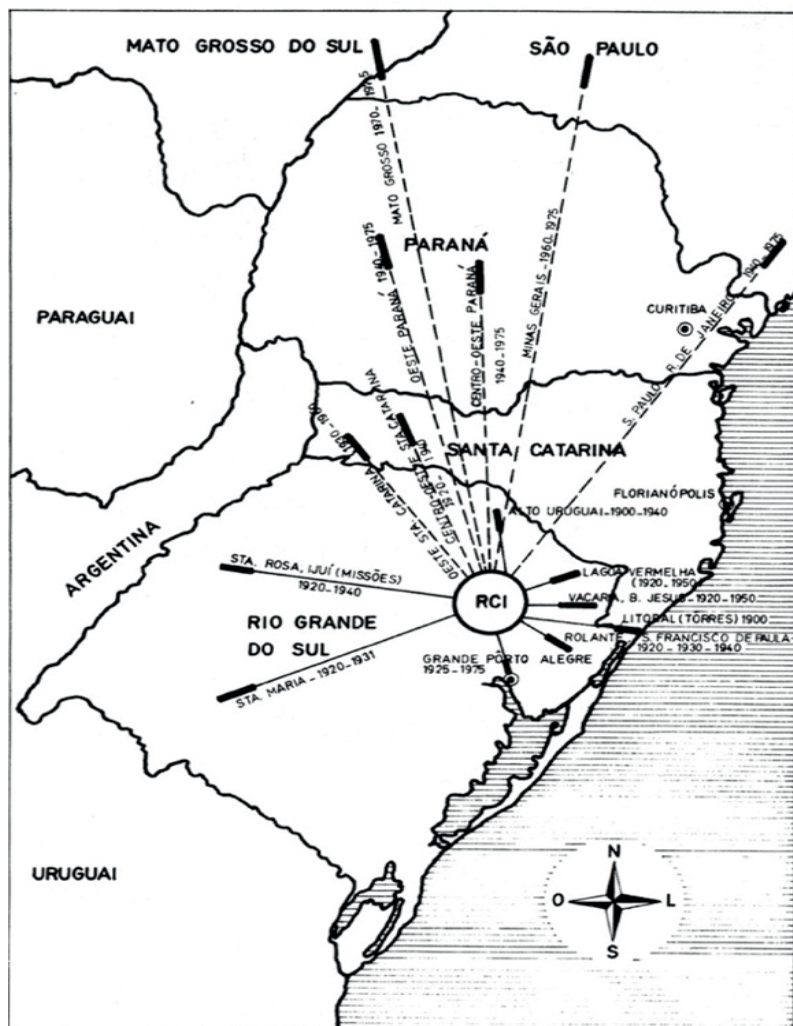 MATO GROSSO DO SUL
SÃO PAULO
MATO GROSSO 1970-1975
PARANÁ
OESTE PARANÁ 1940-1975
CENTRO-OESTE PARANÁ
1940-1975
MINAS GERAIS-1960-1975
S. PAULO R. DE JANEIRO 1940-1975
PARAGUAI
CURITIBA
OESTE STA. CATARINA
CENTRO-OESTE STA CATARINA
SANTA CATARINA
FLORIANÓPOLIS
ALTO URUGUAI-1900-1940
ARGENTINA
STA. ROSA, IJUÍ (MISSÕES)
1920-1940
RCI
LAGOA VERMELHA
(1920-1950)
VACARIA, B. JESUS-1920-1950
LITORAL (TÔRRES) 1900
RIO GRANDE
DO SUL
ROLANTE S. FRANCISCO DE PAULA
1920-1930-1940
GRANDE PÔRTO ALEGRE
1925-1975
STA. MARIA-1920-1931
URUGUAI
N
O
L
S